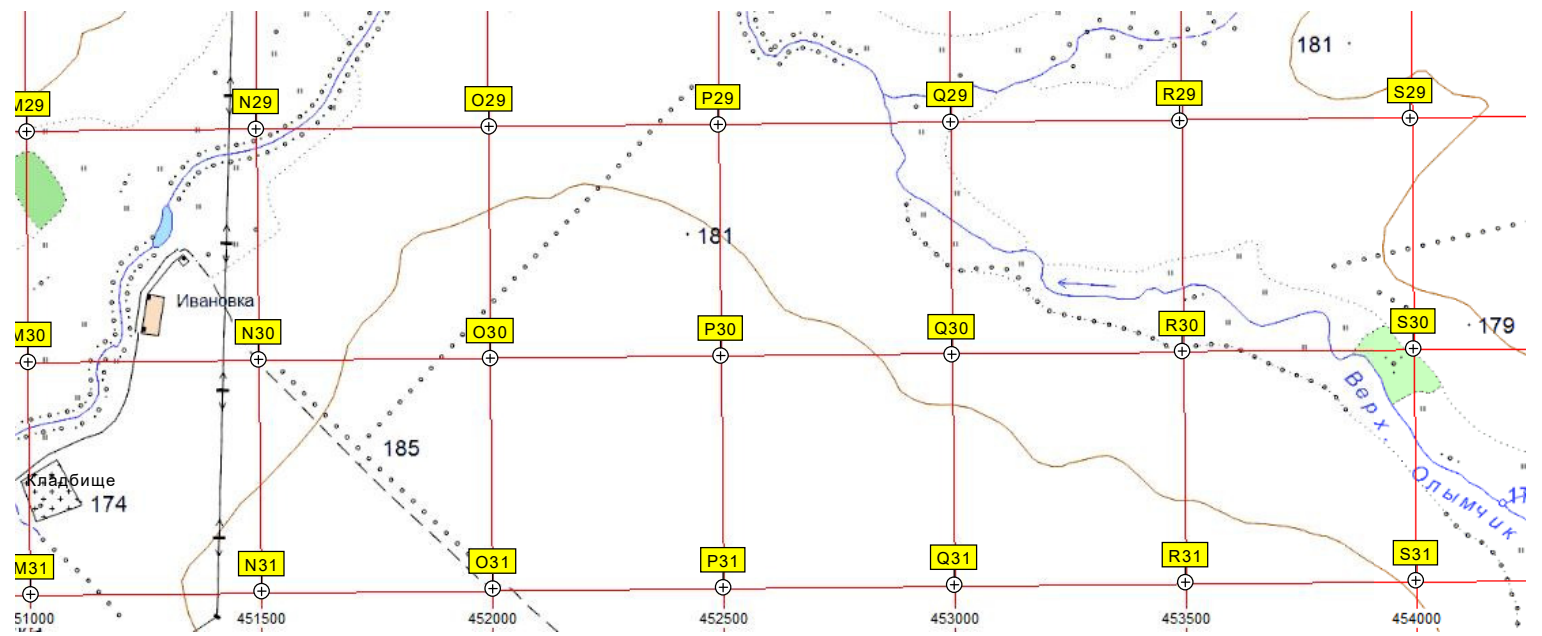 181
M29
N29
O29
P29
Q29
R29
S29
181
Ивановка
M30
N30
O30
P30
Q30
R30
S30
179
Верх.
185
Кладбище
174
Олымчик
17
M31
N31
O31
P31
Q31
R31
S31
51000
451500
452000
452500
453000
453500
454000